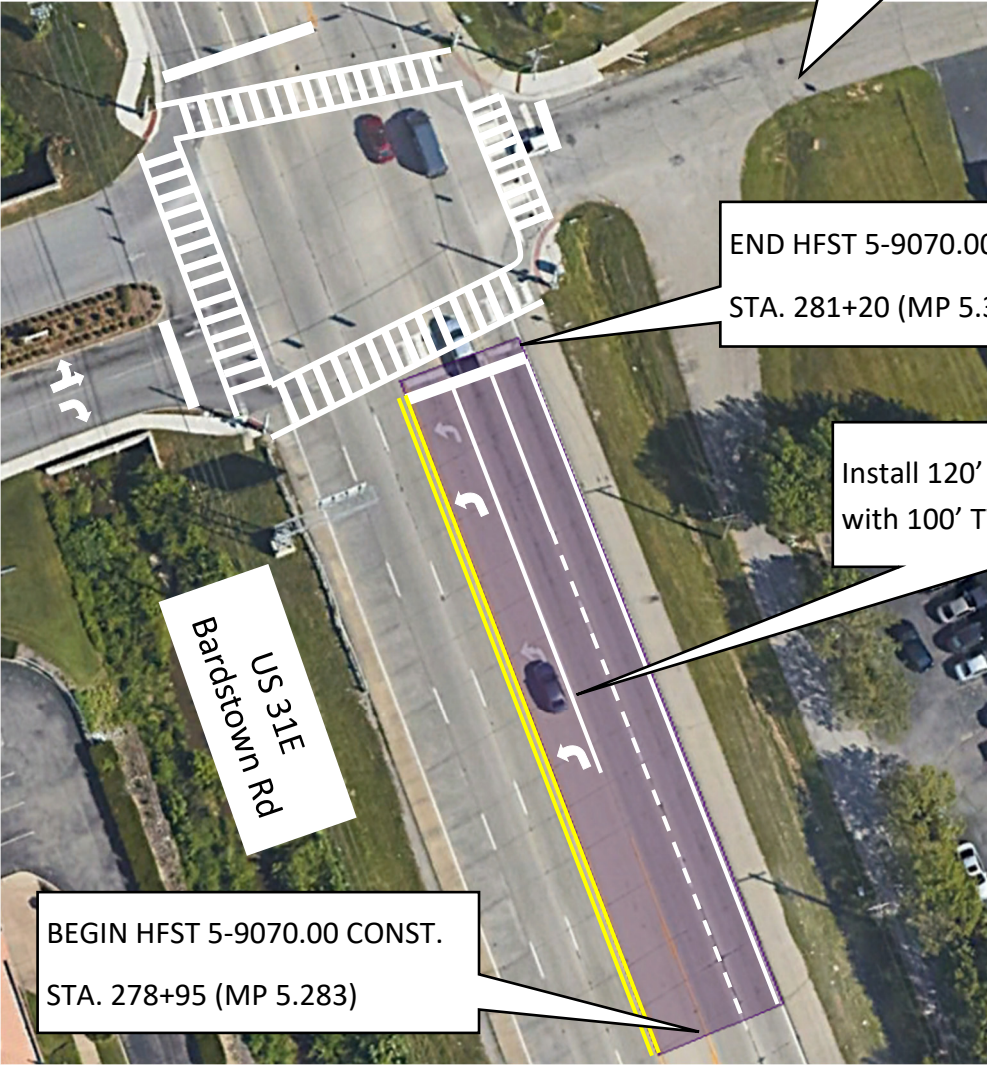 END HFST 5-9070.00
STA. 281+20 (MP 5.3
Install 120’
with 100’ T
US 31E
Bardstown Rd
BEGIN HFST 5-9070.00 CONST.
STA. 278+95 (MP 5.283)